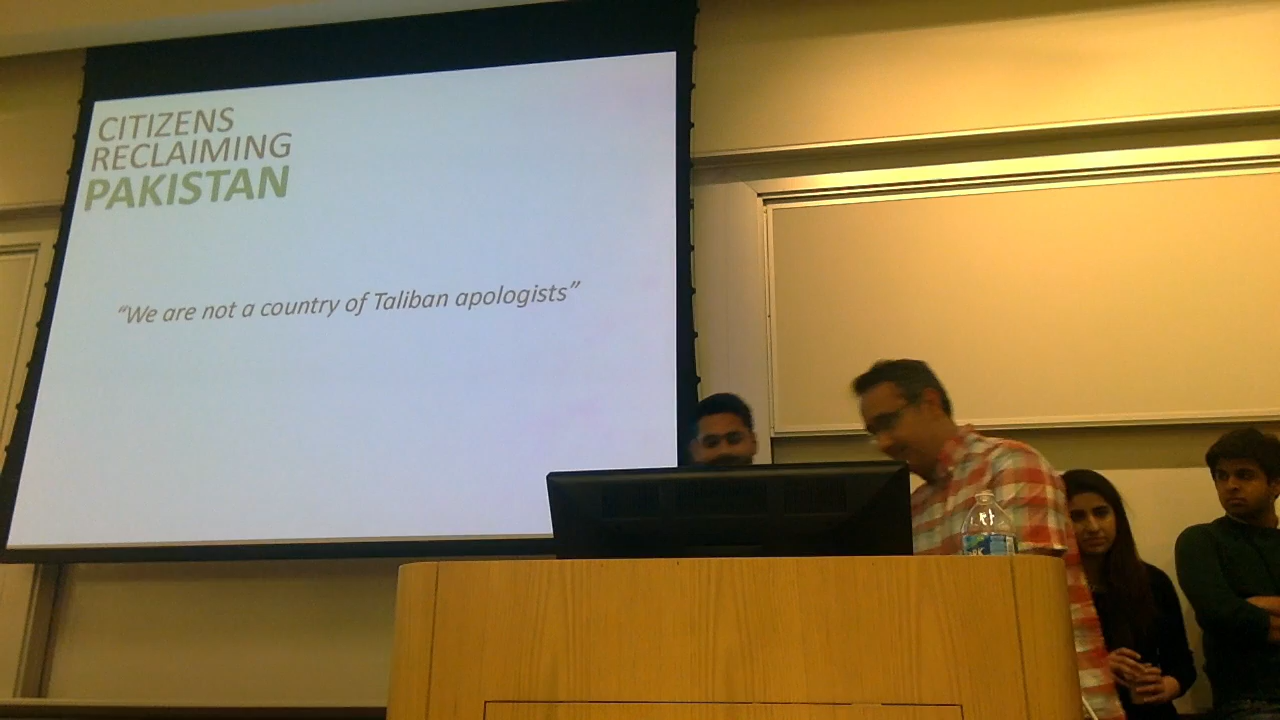 CITIZENS
RECLAIMING
PAKISTAN
“We are not a country of Taliban apologists”